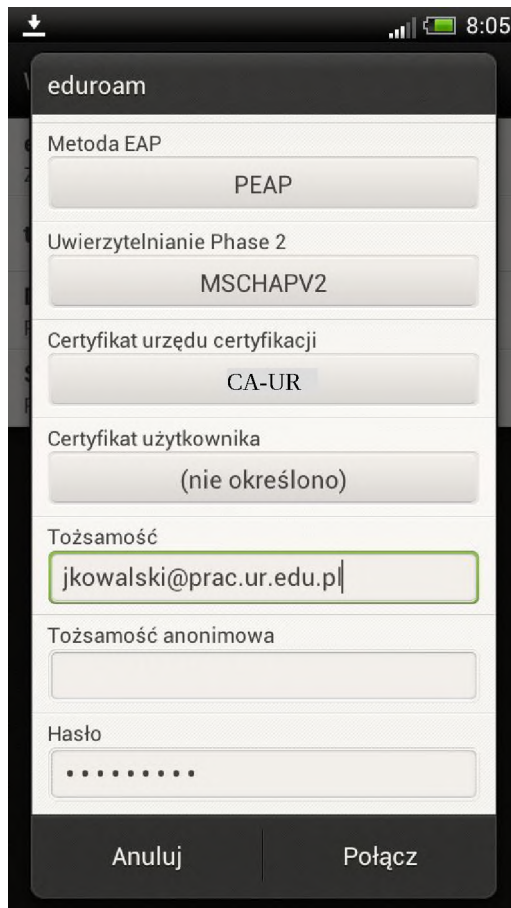 8:05
eduroam
Metoda EAP
PEAP
Uwierzytelnianie Phase 2
MSCHAPV2
Certyfikat urzędu certyfikacji
CA-UR
Certyfikat użytkownika
(nie określono)
Tożsamość
jkowalski@prac.ur.edu.pl
Tożsamość anonimowa
Hasło
•••••••••
Anuluj
Połącz